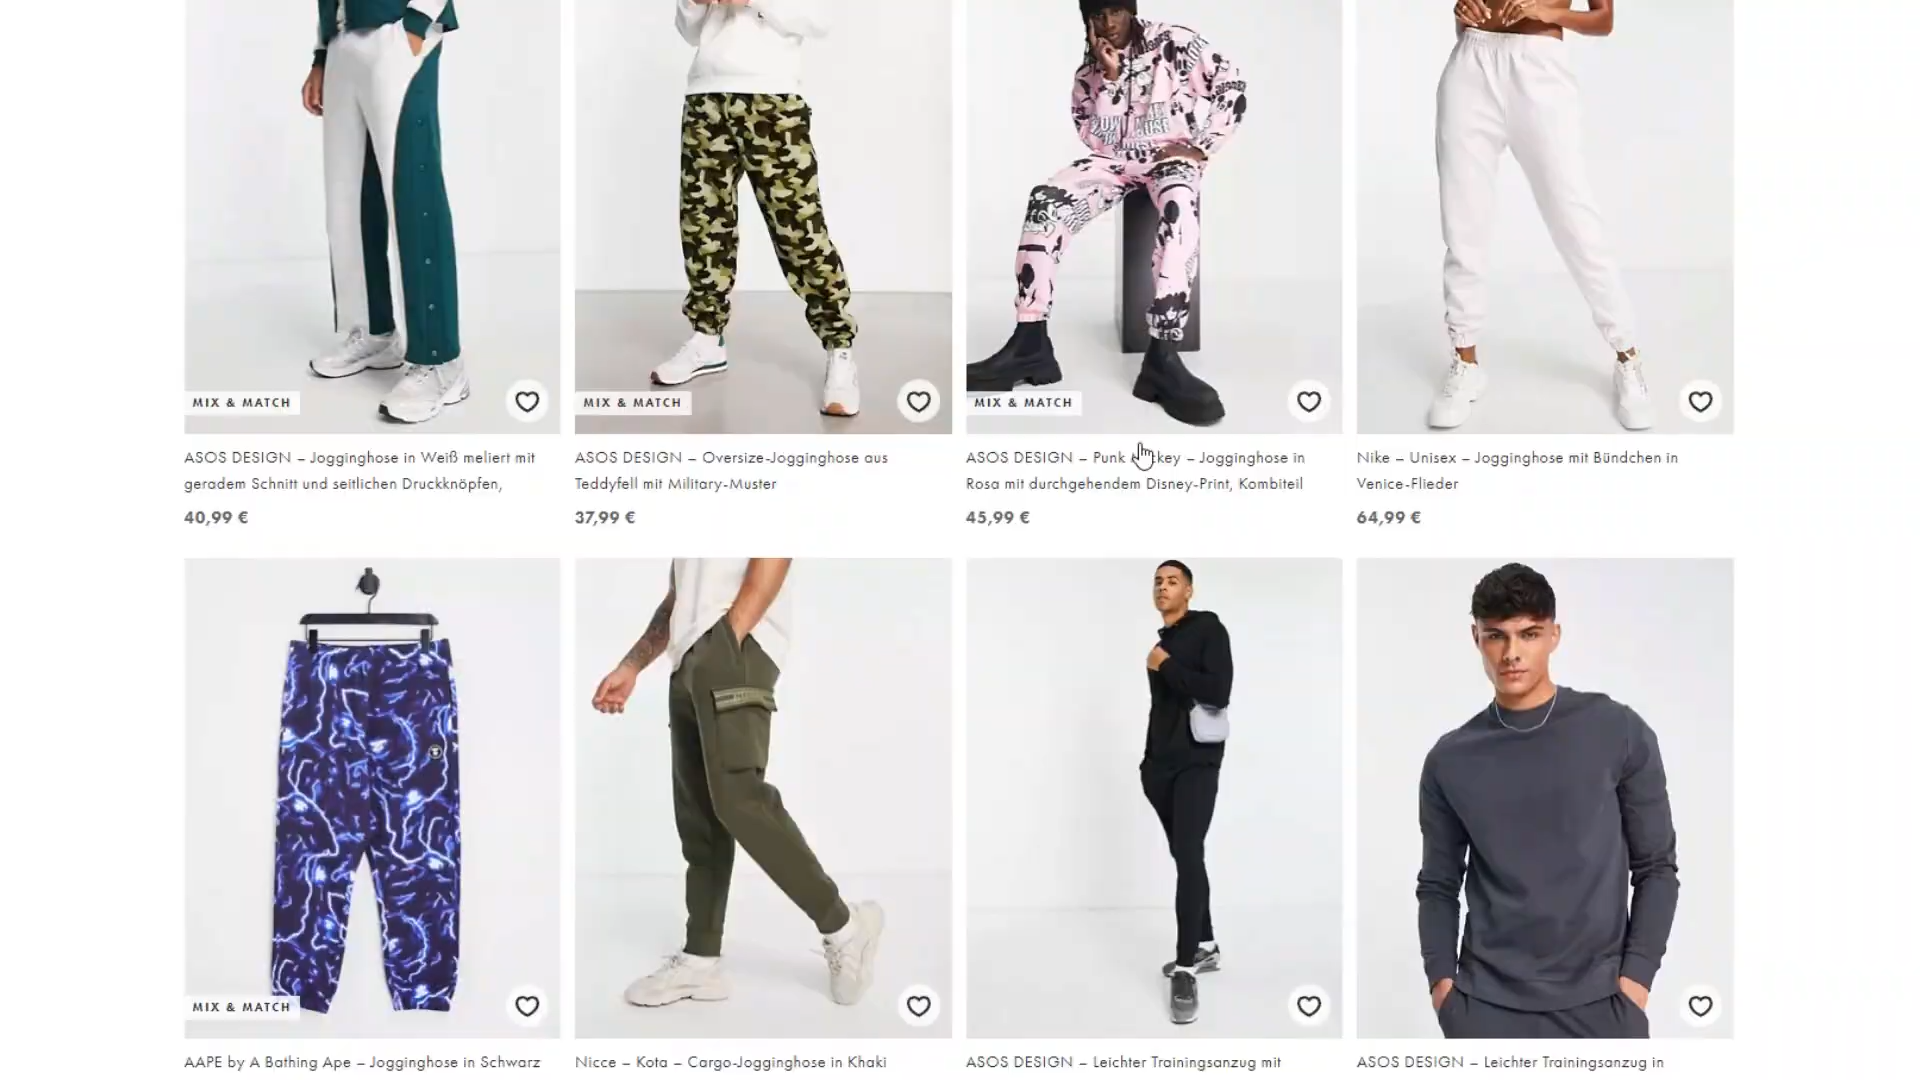 MIX & MATCH
MIX & MATCH
MIX & MATCH
ASOS DESIGN – Jogginghose in Weiß meliert mit
geradem Schnitt und seitlichen Druckknöpfen,
40,99 €
ASOS DESIGN – Oversize-Jogginghose aus
Teddyfell mit Military-Muster
37,99 €
ASOS DESIGN – Punk – Jogginghose in
Rosa mit durchgehendem Disney-Print, Kombiteil
45,99 €
Nike – Unisex – Jogginghose mit Bündchen in
Venice-Flieder
64,99 €
MIX & MATCH
AAPE by A Bathing Ape – Jogginghose in Schwarz
Nicce – Kota – Cargo-Jogginghose in Khaki
ASOS DESIGN – Leichter Trainingsanzug mit
ASOS DESIGN – Leichter Trainingsanzug in